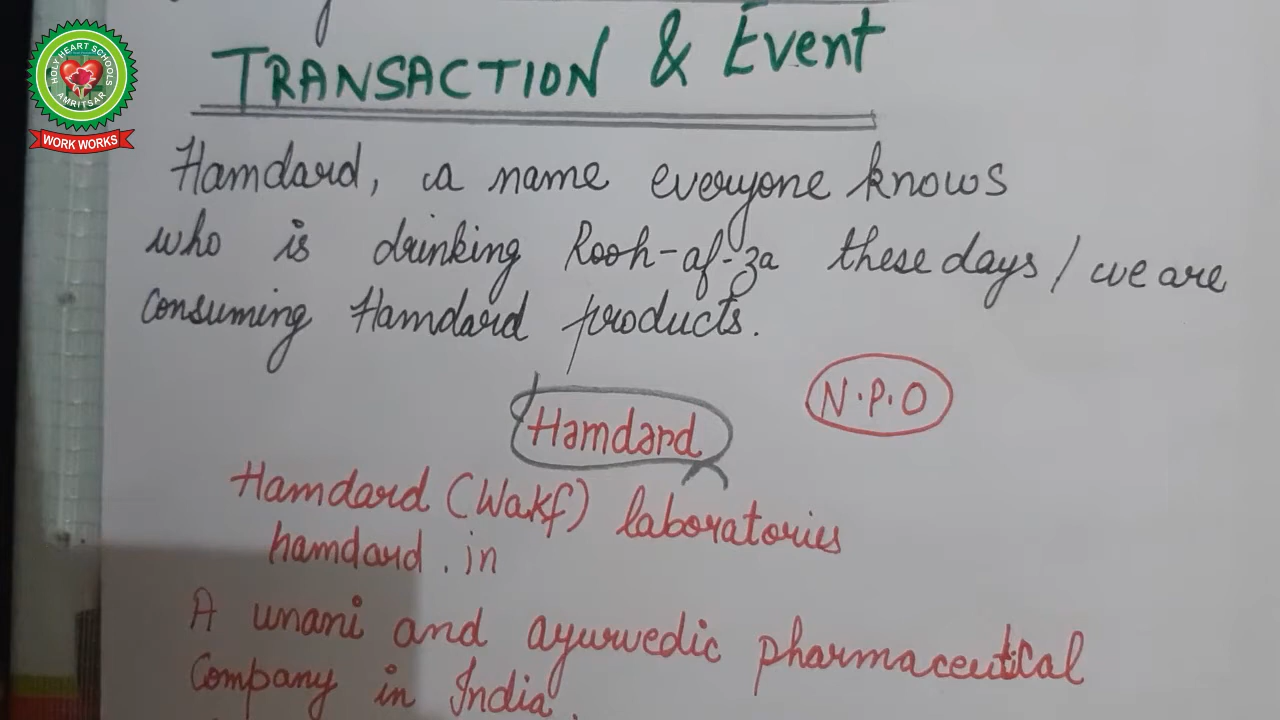 HOLY HEART SCHOOLS
AMRITSAR
WORK WORKS
TRANSACTION & Event
Hamdard, a name everyone knows
who is drinking Rooh-af-za these days / we are
consuming Hamdard products.
N.P.O
Hamdard
Hamdard (Wakf) laboratories
hamdard.in
A unani and ayurvedic pharmaceutical
Company in India.